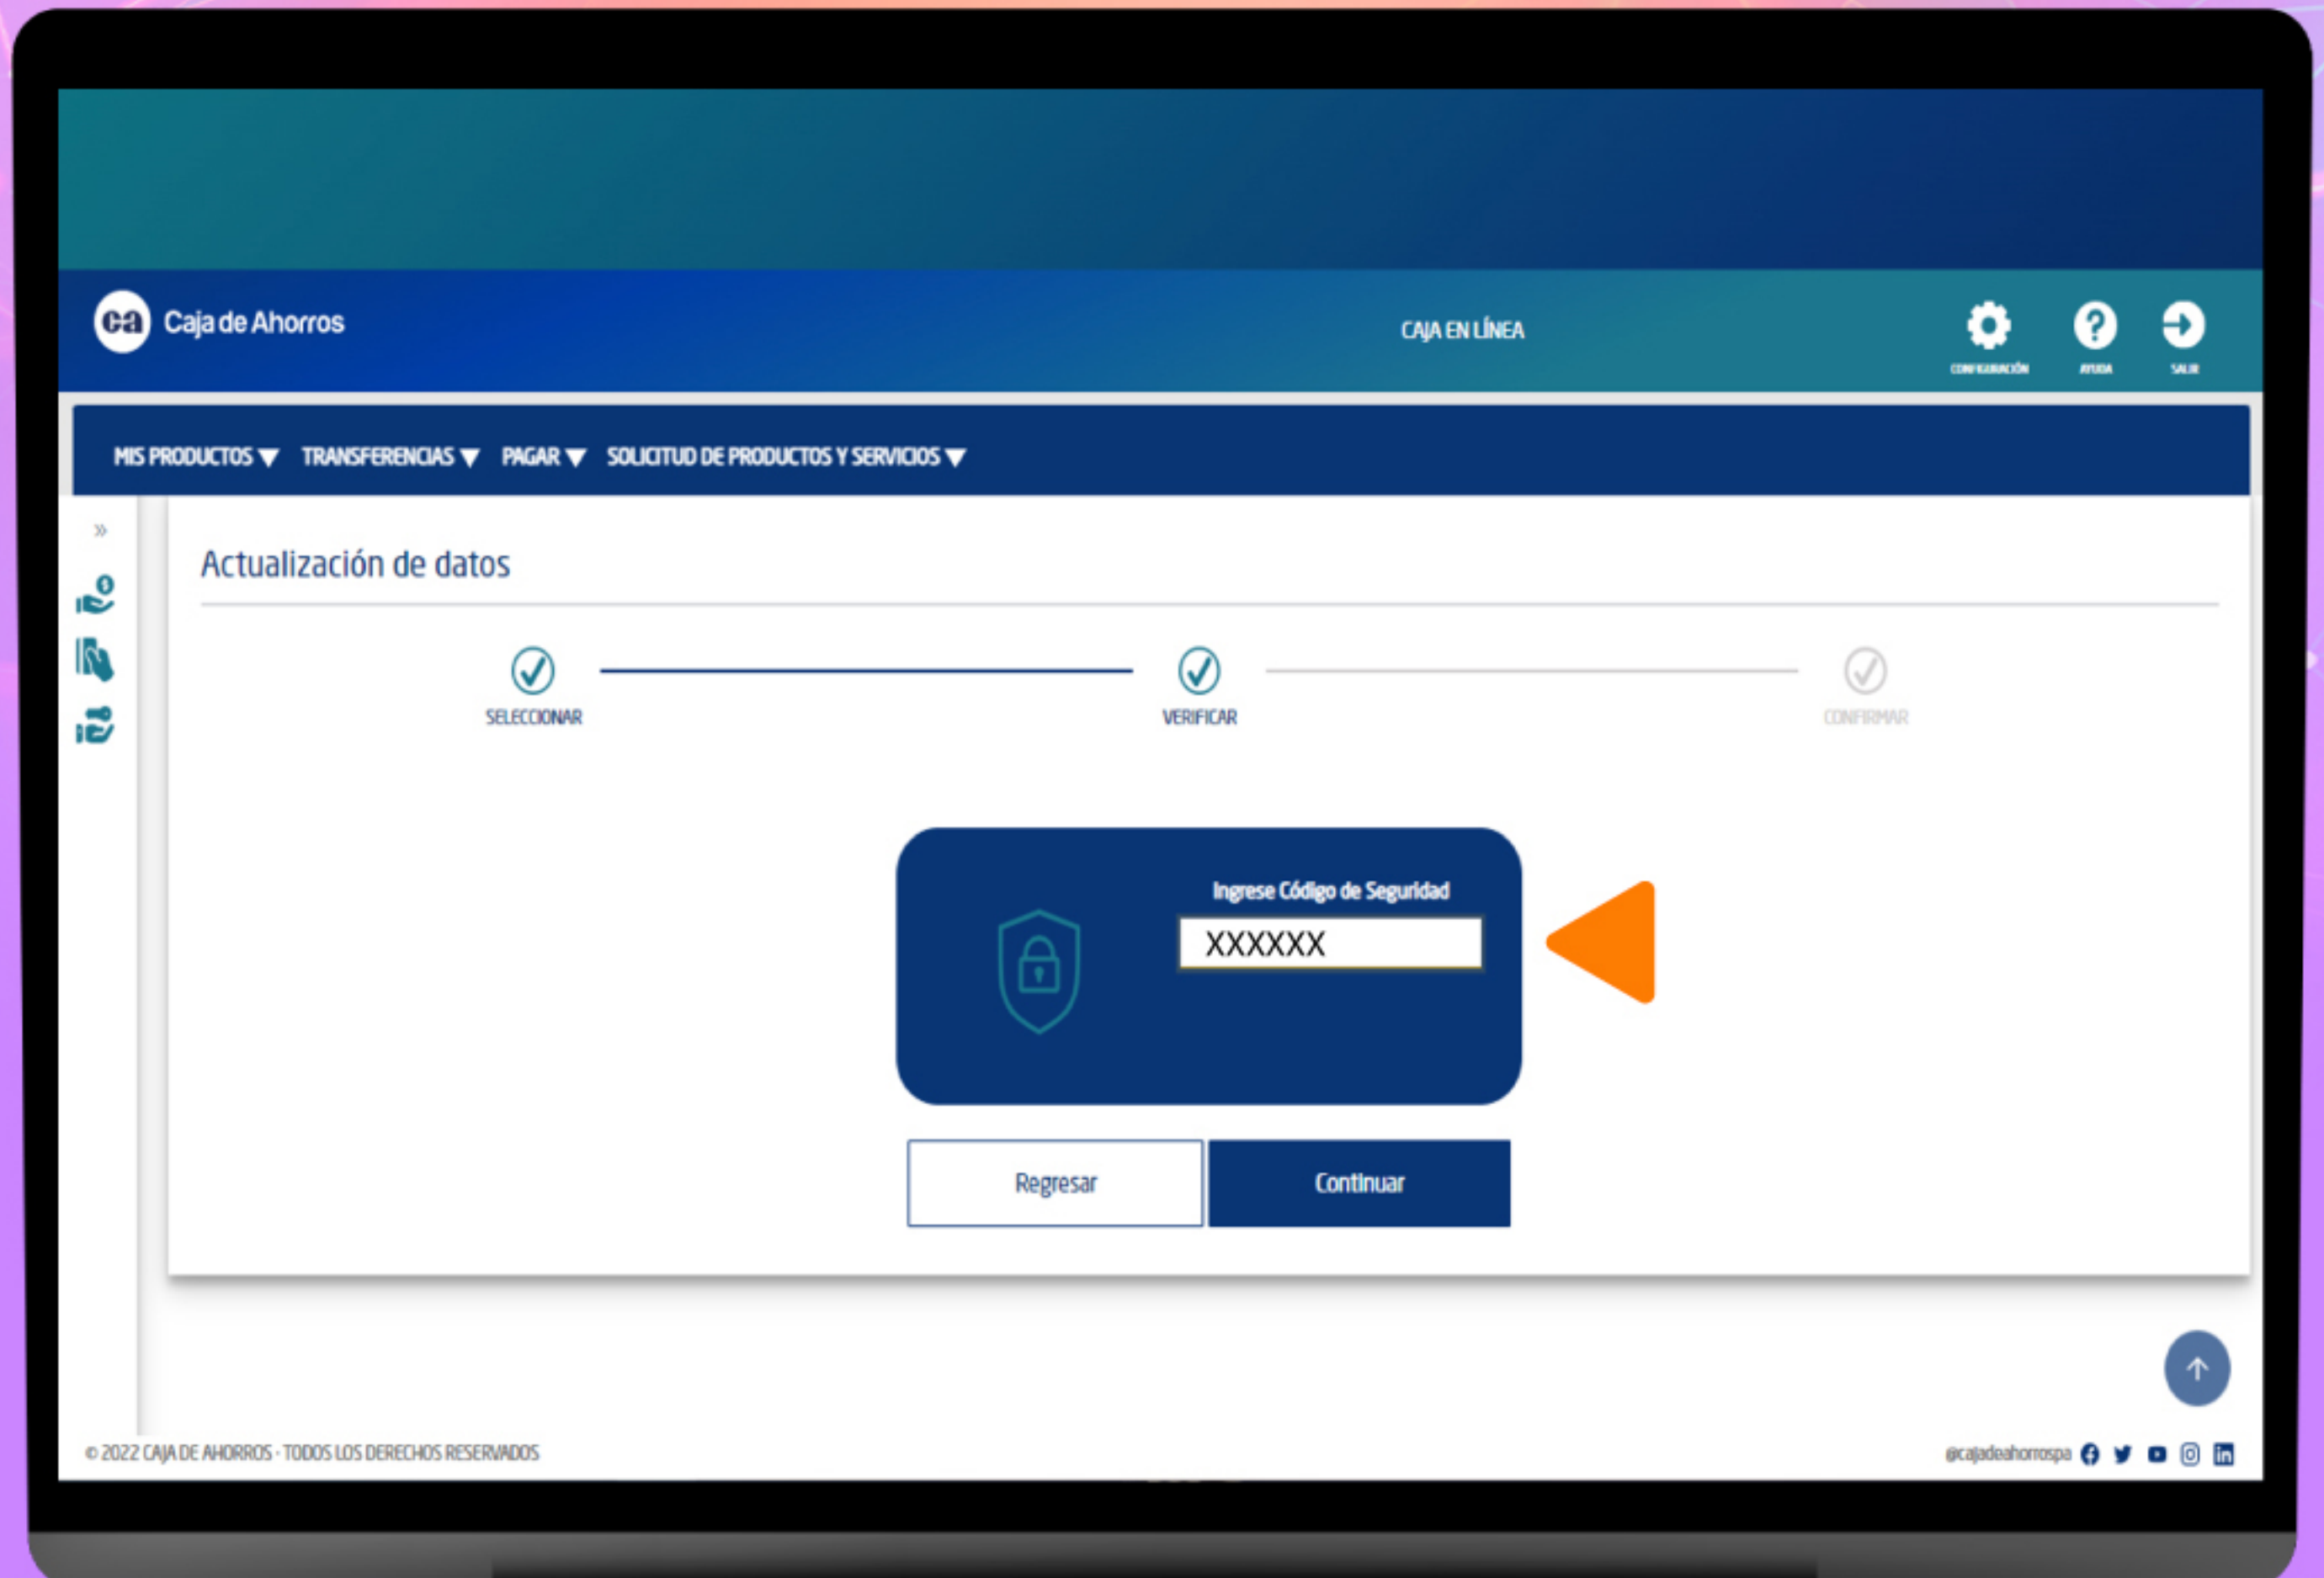 ca Caja de Ahorros
CAJA EN LÍNEA
CONFIGURACIÓN
AYUDA
SALIR
MIS PRODUCTOS TRANSFERENCIAS PAGAR SOLICITUD DE PRODUCTOS Y SERVICIOS
»
Actualización de datos
SELECCIONAR
VERIFICAR
CONFIRMAR
Ingrese Código de Seguridad
XXXXXX
Regresar
Continuar
© 2022 CAJA DE AHORROS · TODOS LOS DERECHOS RESERVADOS
@cajadeahorrospa